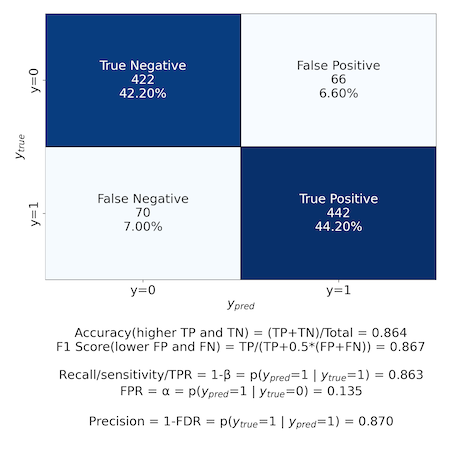 True Negative
422
42.20%
False Positive
66
6.60%
False Negative
70
7.00%
True Positive
442
44.20%
y=0
y=1
y_true
y=0
y=1
y_pred
Accuracy(higher TP and TN) = (TP+TN)/Total = 0.864
F1 Score(lower FP and FN) = TP/(TP+0.5*(FP+FN)) = 0.867
Recall/sensitivity/TPR = 1-β = p(y_pred=1 | y_true=1) = 0.863
FPR = α = p(y_pred=1 | y_true=0) = 0.135
Precision = 1-FDR = p(y_true=1 | y_pred=1) = 0.870